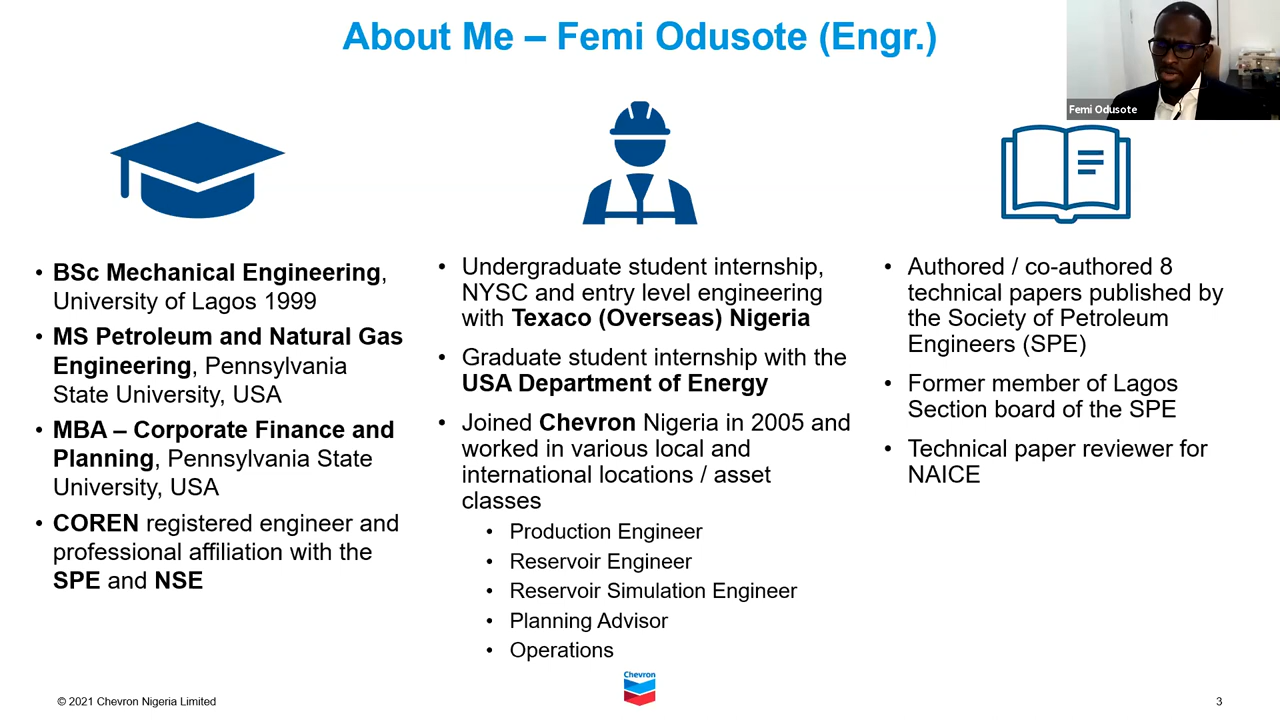 About Me – Femi Odusote (Engr.)
Femi Odusote
• BSc Mechanical Engineering,
University of Lagos 1999
• MS Petroleum and Natural Gas
Engineering, Pennsylvania
State University, USA
• MBA – Corporate Finance and
Planning, Pennsylvania State
University, USA
• COREN registered engineer and
professional affiliation with the
SPE and NSE
• Undergraduate student internship,
NYSC and entry level engineering
with Texaco (Overseas) Nigeria
• Graduate student internship with the
USA Department of Energy
• Joined Chevron Nigeria in 2005 and
worked in various local and
international locations / asset
classes
• Production Engineer
• Reservoir Engineer
• Reservoir Simulation Engineer
• Planning Advisor
• Operations
• Authored / co-authored 8
technical papers published by
the Society of Petroleum
Engineers (SPE)
• Former member of Lagos
Section board of the SPE
• Technical paper reviewer for
NAICE
© 2021 Chevron Nigeria Limited
Chevron
3